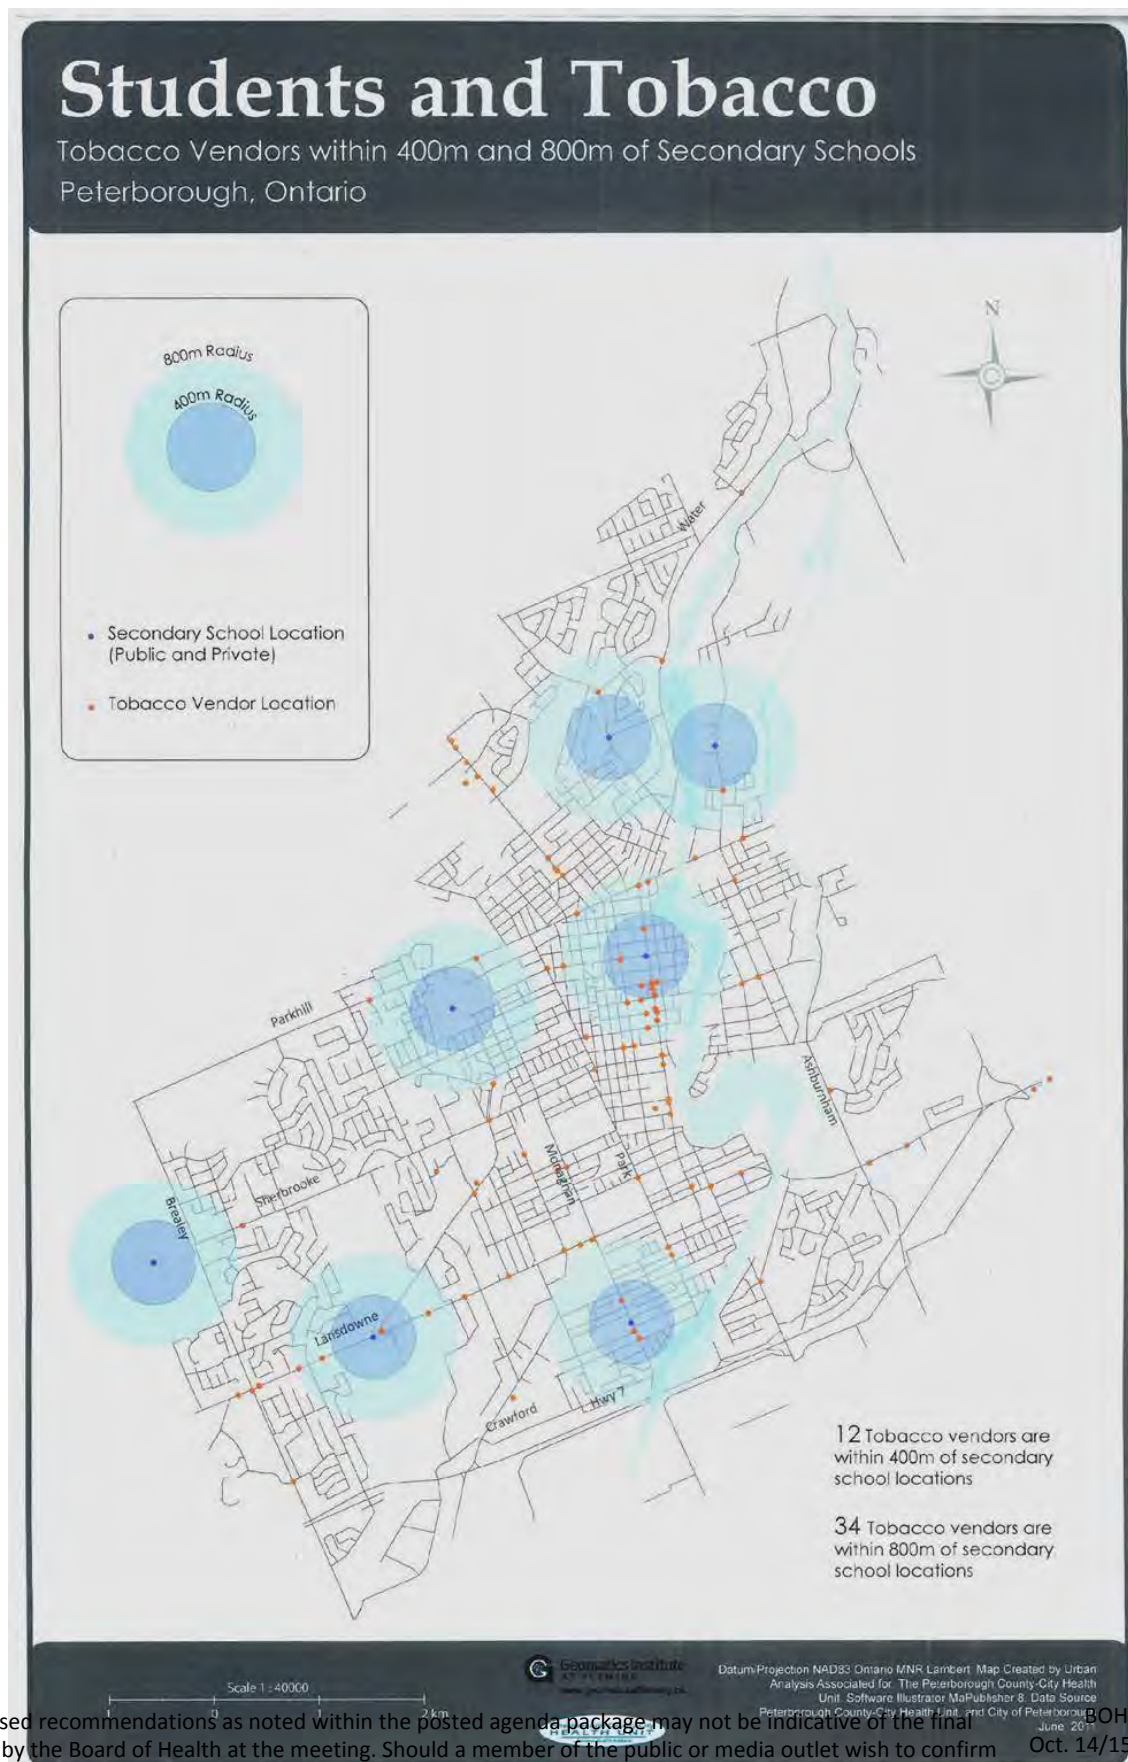 Students and Tobacco
Tobacco Vendors within 400m and 800m of Secondary Schools
Peterborough, Ontario
800m Radius
400m Radius
Secondary School Location
(Public and Private)
Tobacco Vendor Location
N
Water
Parkhill
Ashburnham
Monaghan
Park
Sherbrooke
Brealey
Lansdowne
Crawford
Hwy 7
12 Tobacco vendors are
within 400m of secondary
school locations
34 Tobacco vendors are
within 800m of secondary
school locations
Scale 1:40000
1 0 1 2 km
Geomatics Institute
AT FLEMING
HEALTH UNIT
Datum/Projection NAD83 Ontario MNR Lambert Map Created by Urban
Analysis Associated for: The Peterborough County-City Health
Unit. Software Illustrator MaPublisher 8. Data Source
Peterborough County-City Health Unit, and City of Peterborough
June 2011
sed recommendations as noted within the posted agenda package may not be indicative of the final
by the Board of Health at the meeting. Should a member of the public or media outlet wish to confirm
BOH
Oct. 14/15